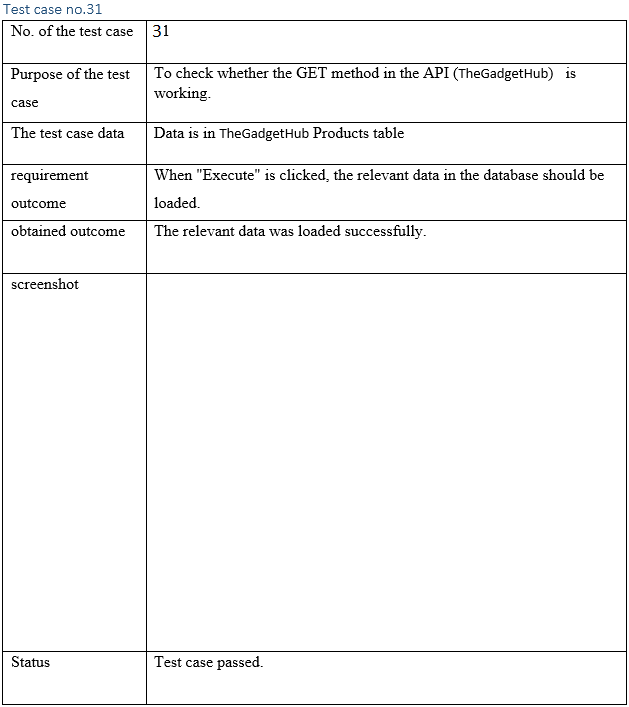 Test case no.31
No. of the test case 31
Purpose of the test To check whether the GET method in the API (TheGadgetHub) is
case working.
The test case data Data is in TheGadgetHub Products table
requirement When "Execute" is clicked, the relevant data in the database should be
outcome loaded.
obtained outcome The relevant data was loaded successfully.
screenshot
Status Test case passed.